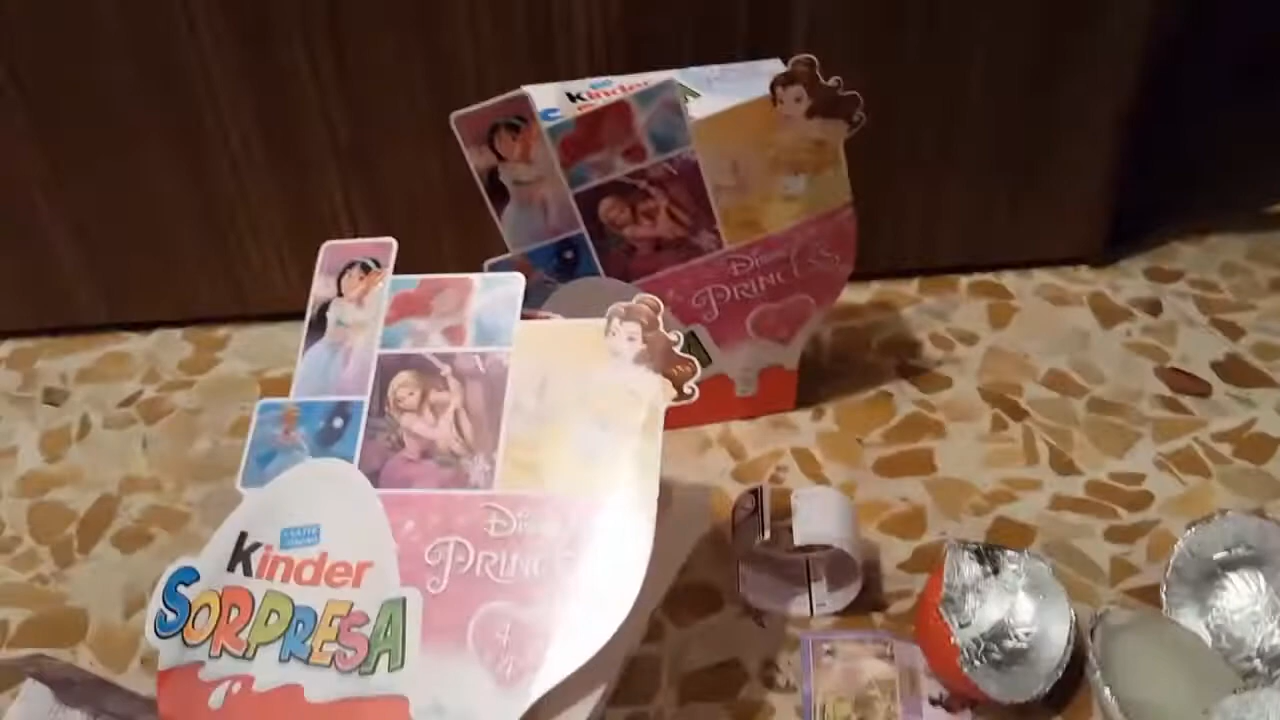 Kinder
Disney
PRINCESS
Kinder
SORPRESA
Disney
PRINCESS